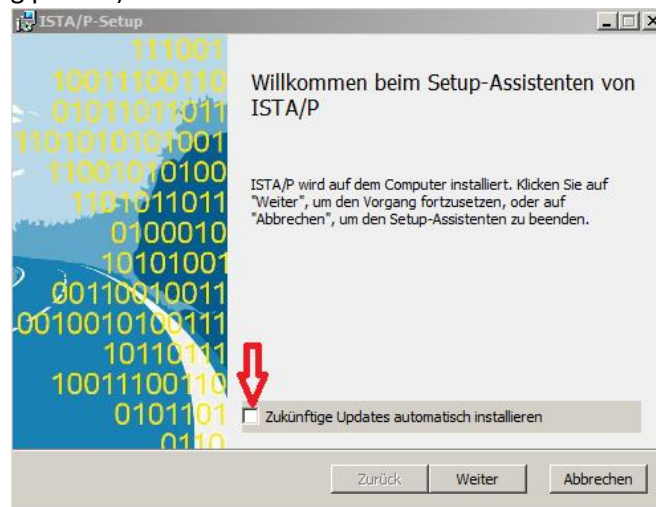 ISTA/P-Setup
111001
10011100110
01011011011
1101010101001
11001010100
1101011011
0100010
10101001
00110010011
0010010100111
10110111
10011100110
0101101
0110
Willkommen beim Setup-Assistenten von
ISTA/P
ISTA/P wird auf dem Computer installiert. Klicken Sie auf
"Weiter", um den Vorgang fortzusetzen, oder auf
"Abbrechen", um den Setup-Assistenten zu beenden.
Zukünftige Updates automatisch installieren
Zurück Weiter Abbrechen